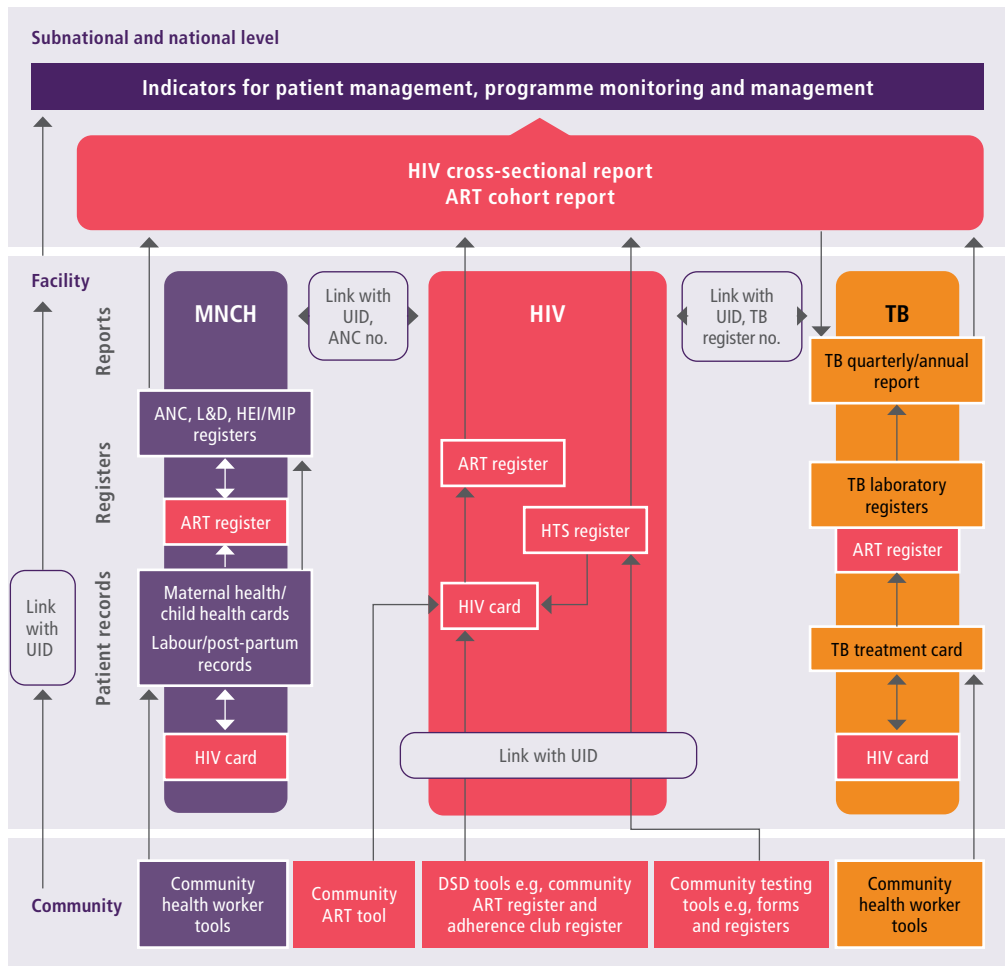 Subnational and national level
Indicators for patient management, programme monitoring and management
HIV cross-sectional report
ART cohort report
Facility
Reports
Registers
Patient records
Link
with
UID
MNCH
Link with
UID,
ANC no.
HIV
Link with
UID, TB
register no.
TB
ANC, L&D, HEI/MIP
registers
ART register
Maternal health/
child health cards
Labour/post-partum
records
HIV card
ART register
HTS register
HIV card
Link with UID
TB quarterly/annual
report
TB laboratory
registers
ART register
TB treatment card
HIV card
Community
Community
health worker
tools
Community
ART tool
DSD tools e.g, community
ART register and
adherence club register
Community testing
tools e.g, forms
and registers
Community
health worker
tools